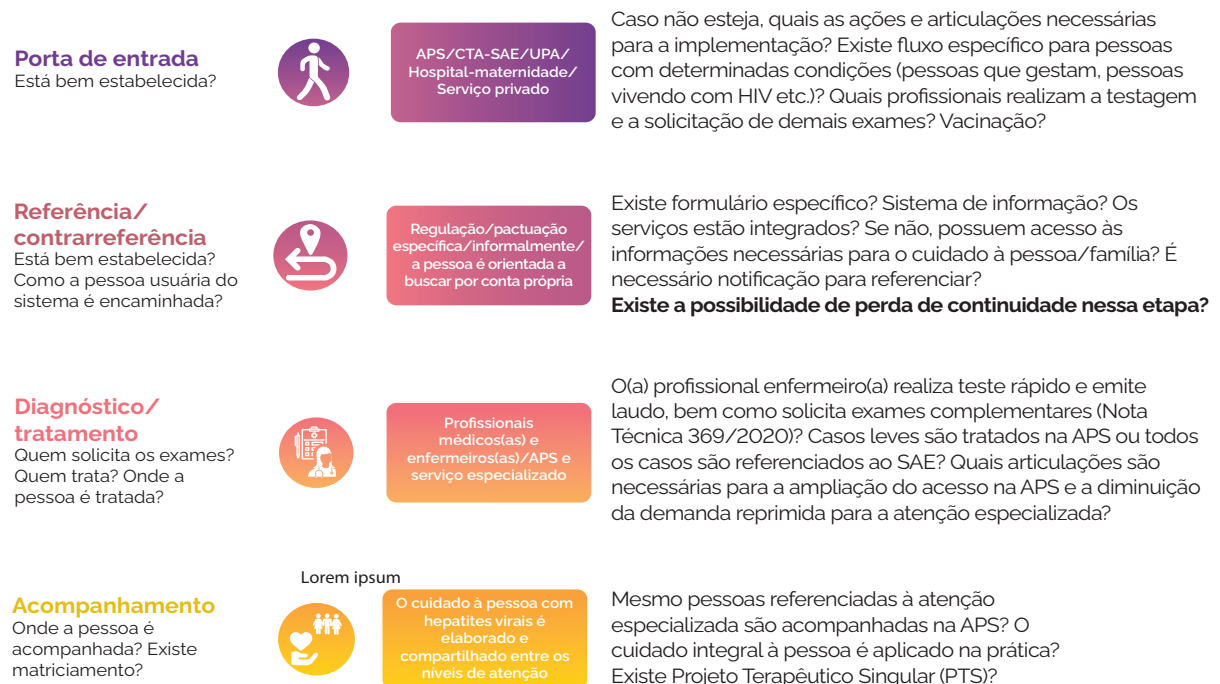 Porta de entrada
Está bem estabelecida?
APS/CTA-SAE/UPA/
Hospital-maternidade/
Serviço privado
Caso não esteja, quais as ações e articulações necessárias
para a implementação? Existe fluxo específico para pessoas
com determinadas condições (pessoas que gestam, pessoas
vivendo com HIV etc.)? Quais profissionais realizam a testagem
e a solicitação de demais exames? Vacinação?
Referência/
contrarreferência
Está bem estabelecida?
Como a pessoa usuária do
sistema é encaminhada?
Regulação/pactuação
específica/informalmente/
a pessoa é orientada a
buscar por conta própria
Existe formulário específico? Sistema de informação? Os
serviços estão integrados? Se não, possuem acesso às
informações necessárias para o cuidado à pessoa/família? É
necessário notificação para referenciar?
Existe a possibilidade de perda de continuidade nessa etapa?
Diagnóstico/
tratamento
Quem solicita os exames?
Quem trata? Onde a
pessoa é tratada?
Profissionais
médicos(as) e
enfermeiros(as)/APS e
serviço especializado
O(a) profissional enfermeiro(a) realiza teste rápido e emite
laudo, bem como solicita exames complementares (Nota
Técnica 369/2020)? Casos leves são tratados na APS ou todos
os casos são referenciados ao SAE? Quais articulações são
necessárias para a ampliação do acesso na APS e a diminuição
da demanda reprimida para a atenção especializada?
Lorem ipsum
Acompanhamento
Onde a pessoa é
acompanhada? Existe
matriciamento?
O cuidado à pessoa com
hepatites virais é
elaborado e
compartilhado entre os
níveis de atenção
Mesmo pessoas referenciadas à atenção
especializada são acompanhadas na APS? O
cuidado integral à pessoa é aplicado na prática?
Existe Projeto Terapêutico Singular (PTS)?